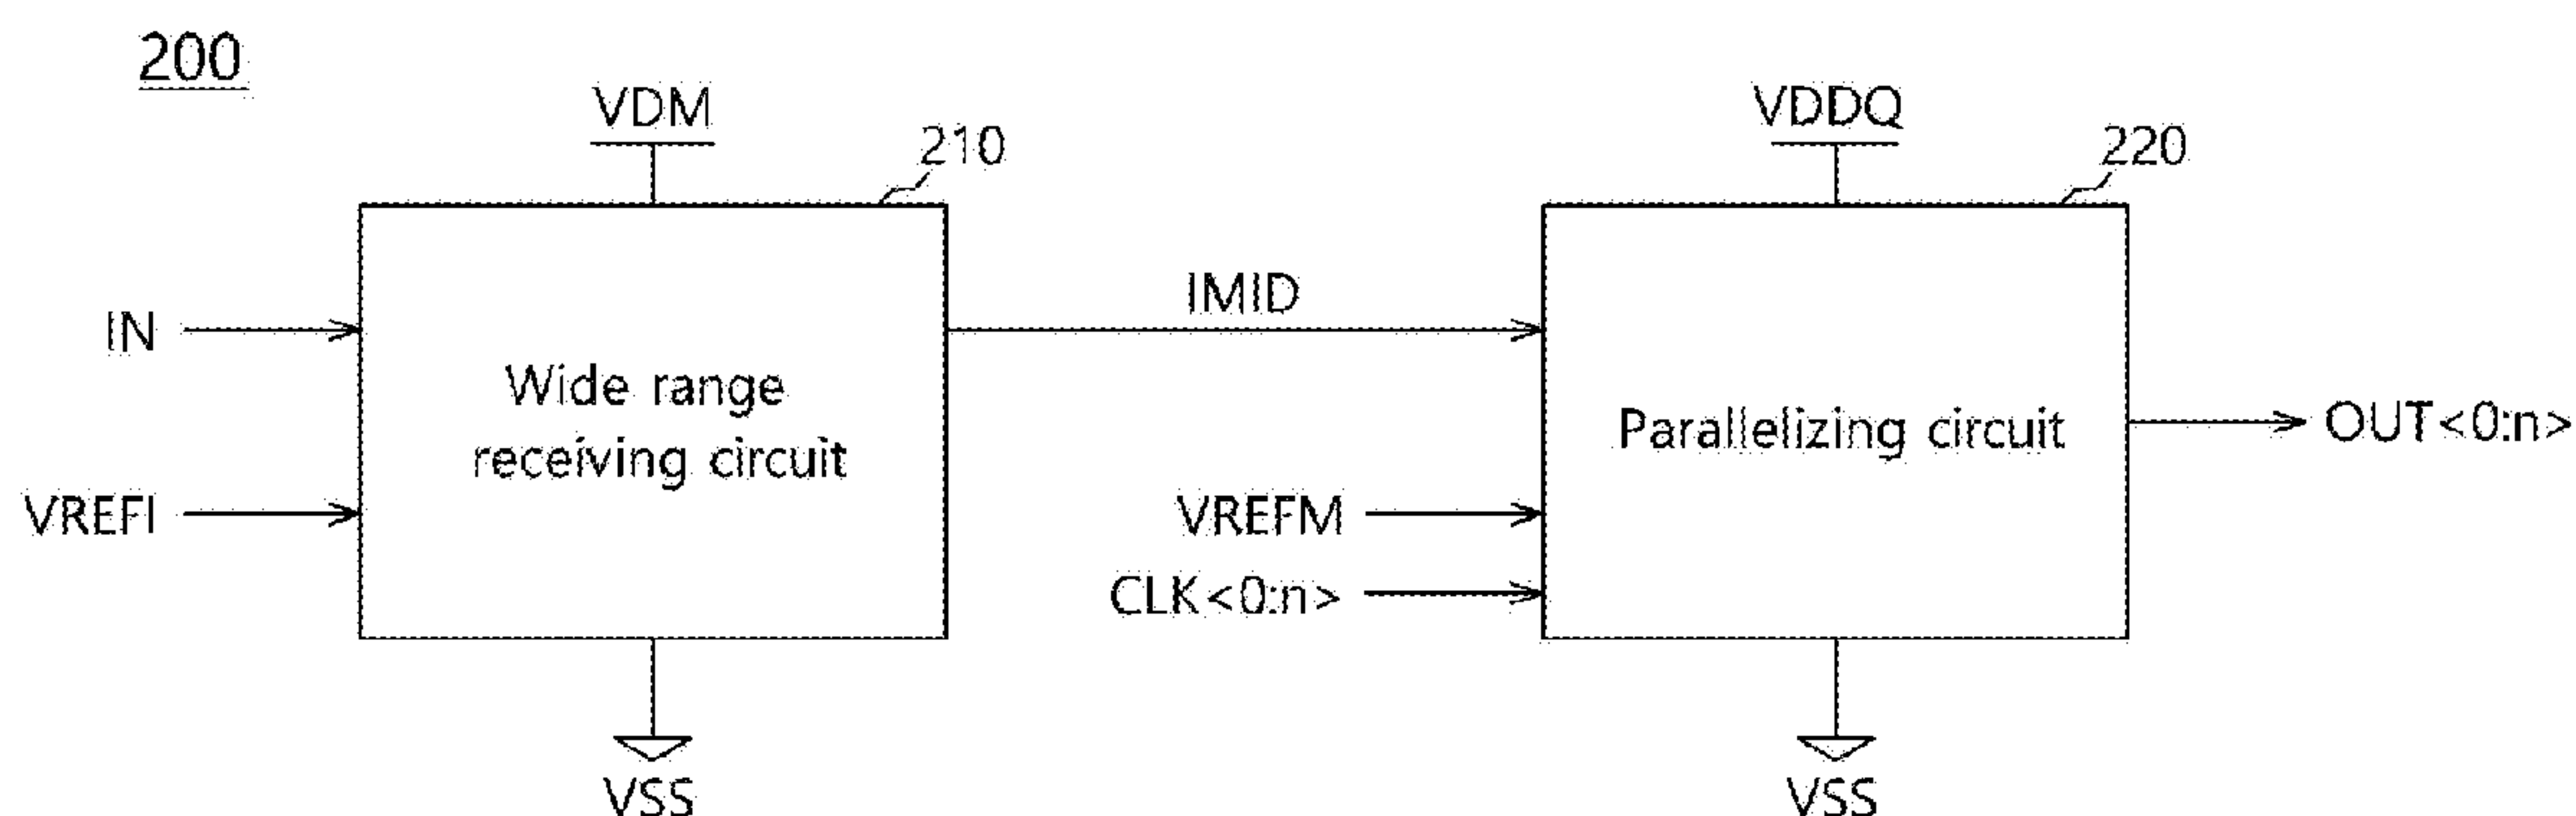 200
VDM
210
VDDQ
220
IN
VREFI
Wide range
receiving circuit
IMID
VREFM
CLK<0:n>
Parallelizing circuit
OUT<0:n>
VSS
VSS